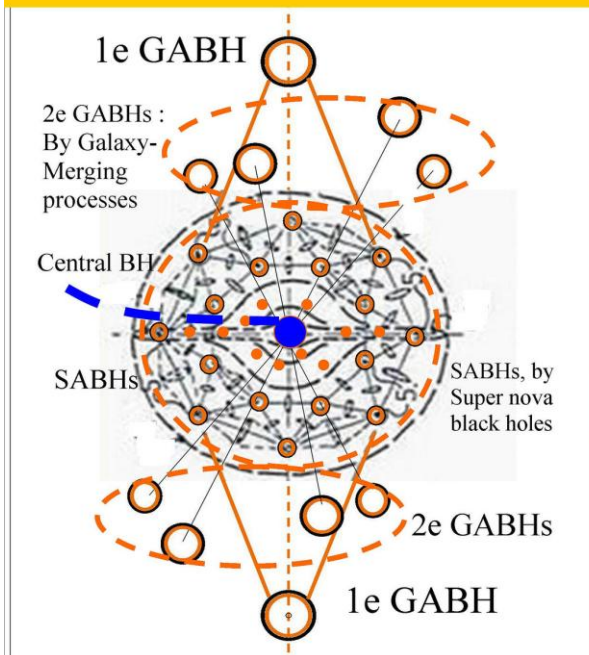 1e GABH
2e GABHs :
By Galaxy-
Merging
processes
Central BH
SABHs
SABHs, by
Super nova
black holes
2e GABHs
1e GABH